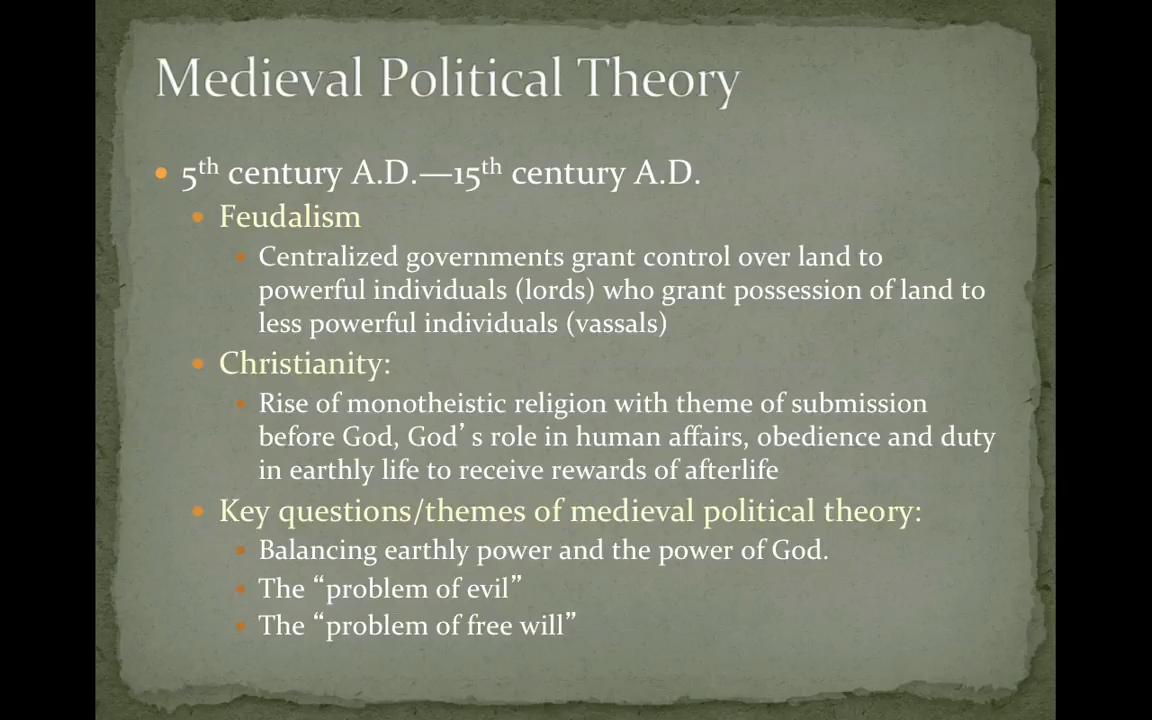 Medieval Political Theory
• 5th century A.D.—15th century A.D.
• Feudalism
• Centralized governments grant control over land to
powerful individuals (lords) who grant possession of land to
less powerful individuals (vassals)
• Christianity:
• Rise of monotheistic religion with theme of submission
before God, God’s role in human affairs, obedience and duty
in earthly life to receive rewards of afterlife
• Key questions/themes of medieval political theory:
• Balancing earthly power and the power of God.
• The “problem of evil”
• The “problem of free will”